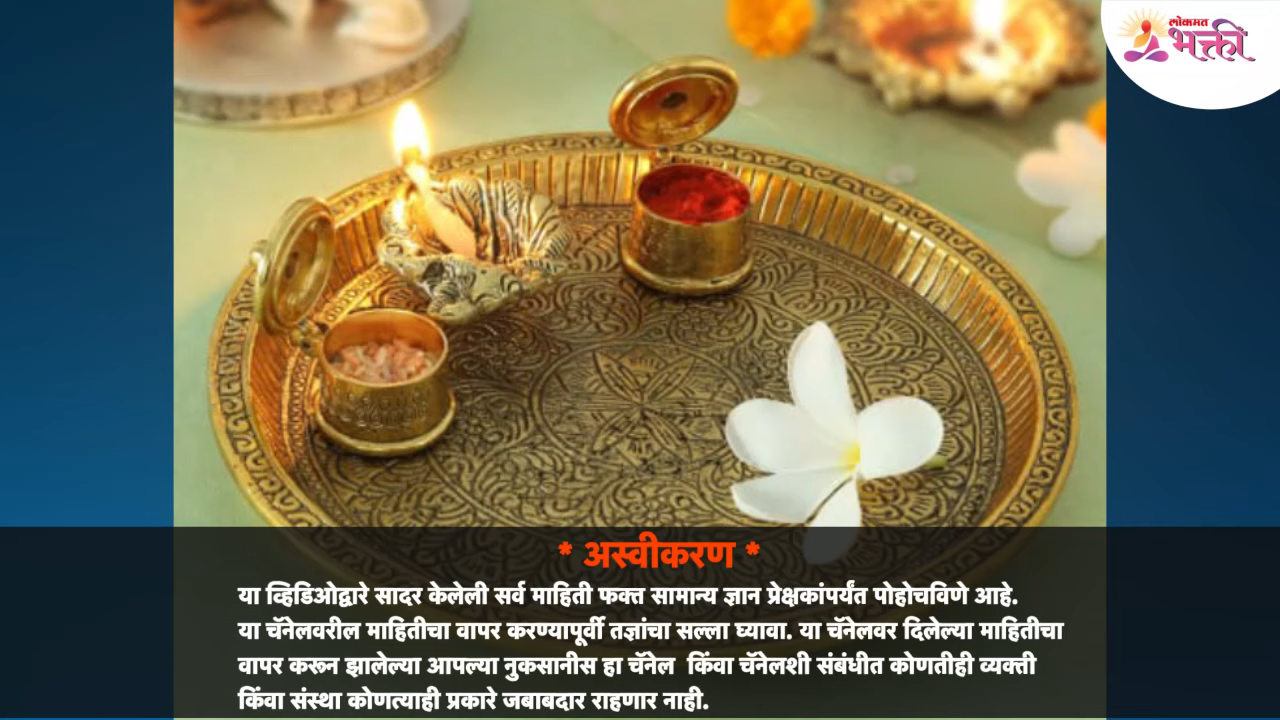 लोकमत
भक्ती
* अस्वीकरण *
या व्हिडिओद्वारे सादर केलेली सर्व माहिती फक्त सामान्य ज्ञान प्रेक्षकांपर्यंत पोहोचविणे आहे.
या चॅनेलवरील माहितीचा वापर करण्यापूर्वी तज्ञांचा सल्ला घ्यावा. या चॅनेलवर दिलेल्या माहितीचा
वापर करून झालेल्या आपल्या नुकसानीस हा चॅनेल किंवा चॅनेलशी संबंधीत कोणतीही व्यक्ती
किंवा संस्था कोणत्याही प्रकारे जबाबदार राहणार नाही.